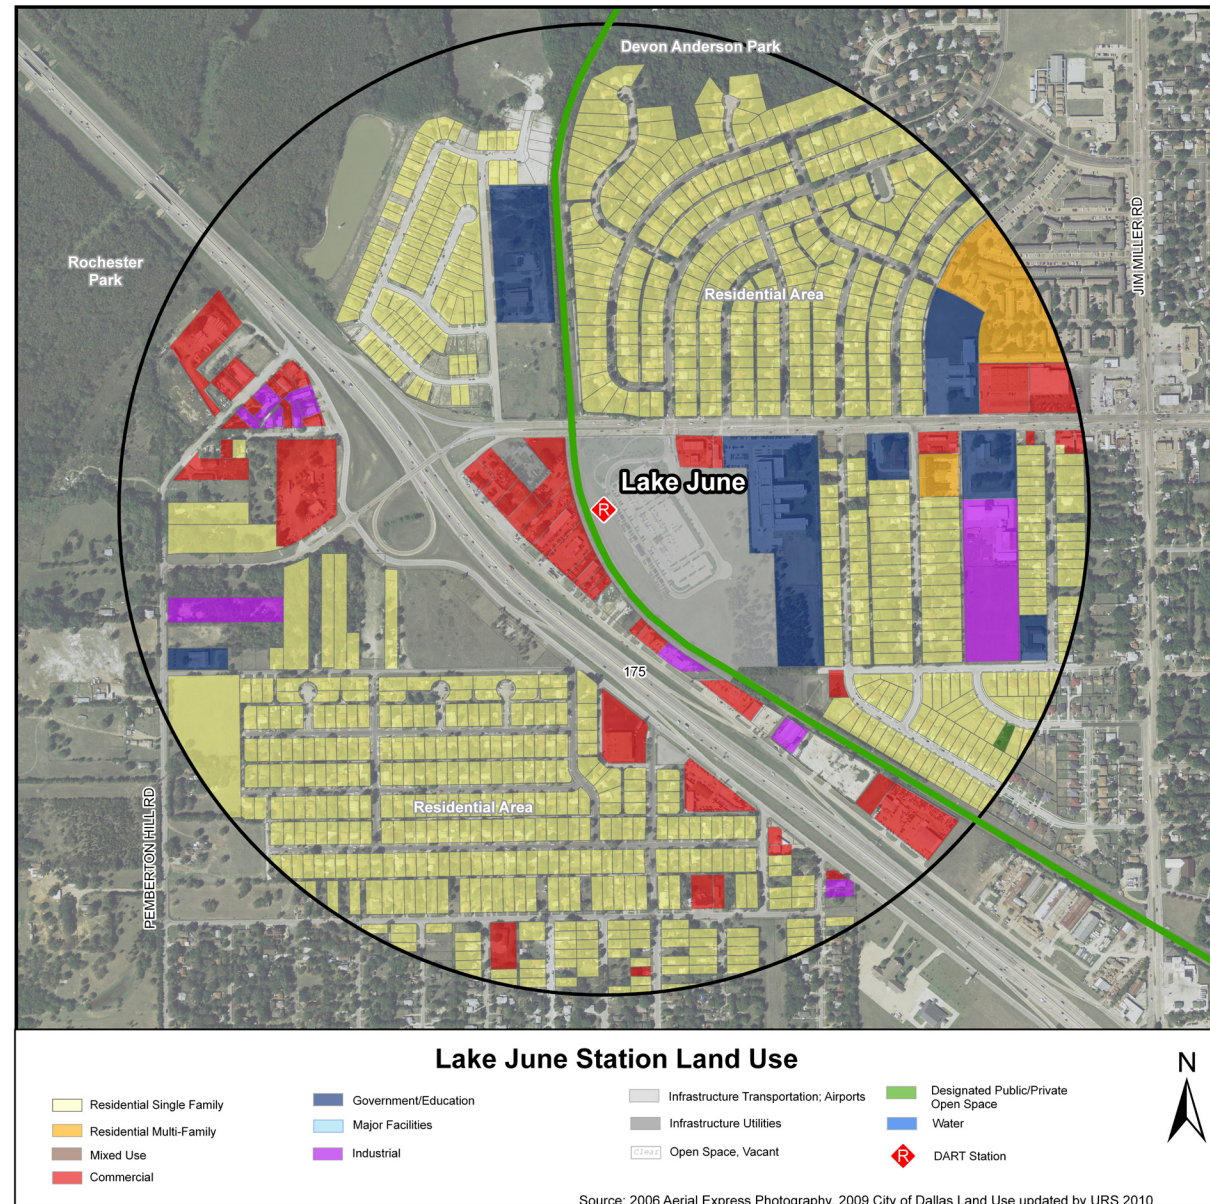 Devon Anderson Park
Rochester
Park
JIM MILLER RD
Residential Area
Lake June
R
175
Residential Area
PEMBERTON HILL RD
Lake June Station Land Use
N
Residential Single Family
Residential Multi-Family
Mixed Use
Commercial
Government/Education
Major Facilities
Industrial
Infrastructure Transportation; Airports
Infrastructure Utilities
Clear
Open Space, Vacant
Designated Public/Private
Open Space
Water
R
DART Station
Source: 2006 Aerial Express Photography, 2009 City of Dallas Land Use updated by URS 2010